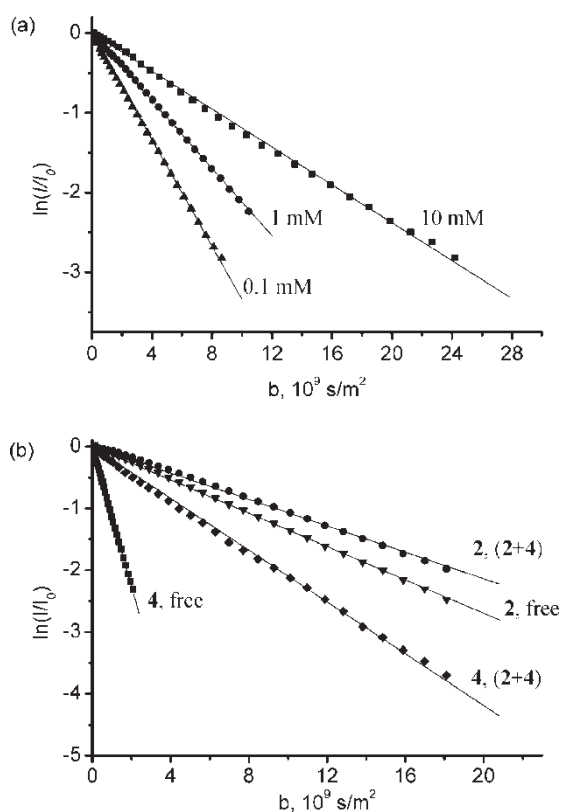 (a)
0
-1
-2
-3
ln(I/I₀)
10 mM
1 mM
0.1 mM
0 4 8 12 16 20 24 28
b, 10⁹ s/m²
(b)
0
-1
-2
-3
-4
-5
ln(I/I₀)
2, (2+4)
2, free
4, free
4, (2+4)
0 4 8 12 16 20
b, 10⁹ s/m²